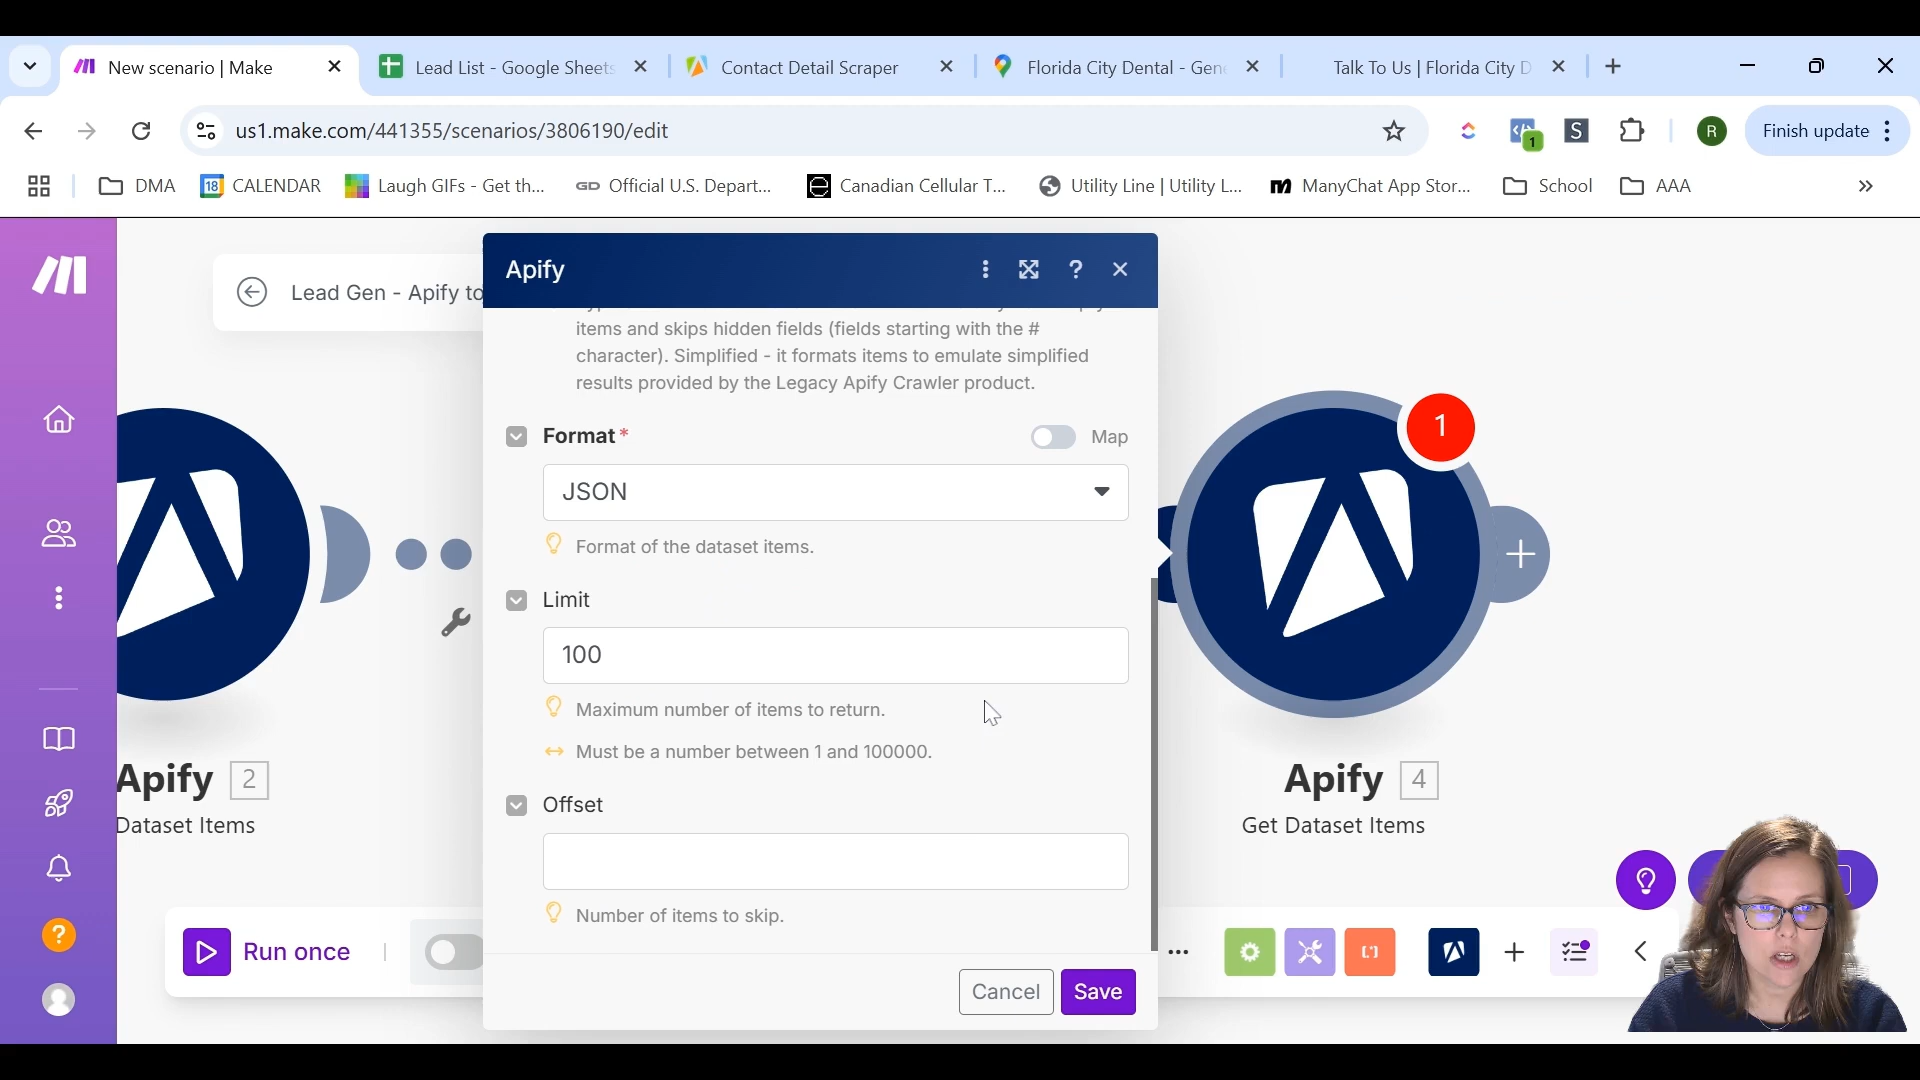 New scenario | Make
Lead List - Google Sheets
Contact Detail Scraper
Florida City Dental - Gen
Talk To Us | Florida City D
us1.make.com/441355/scenarios/3806190/edit
1
S
R
Finish update
DMA
18
CALENDAR
Laugh GIFs - Get th...
GD
Official U.S. Depart...
Canadian Cellular T...
Utility Line | Utility L...
ManyChat App Stor...
School
AAA
Lead Gen - Apify to
Apify
?
items and skips hidden fields (fields starting with the #
character). Simplified - it formats items to emulate simplified
results provided by the Legacy Apify Crawler product.
Format *
Map
JSON
Format of the dataset items.
Limit
100
Maximum number of items to return.
Must be a number between 1 and 100000.
Offset
Number of items to skip.
Cancel
Save
Apify 2
Dataset Items
1
Apify 4
Get Dataset Items
?
Run once